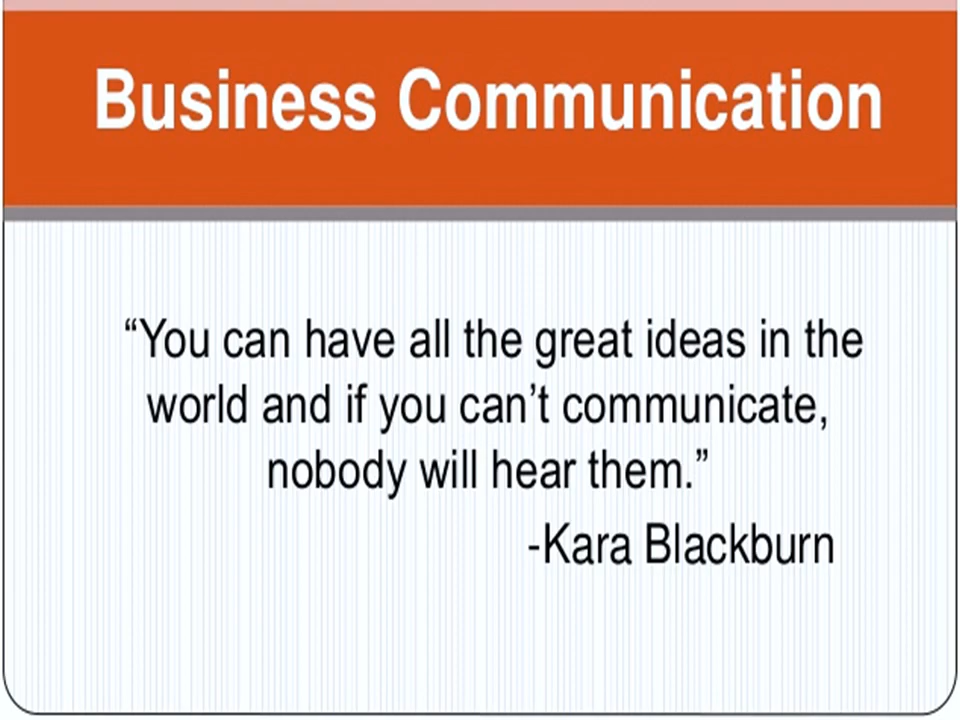 Business Communication
“You can have all the great ideas in the
world and if you can’t communicate,
nobody will hear them.”
-Kara Blackburn